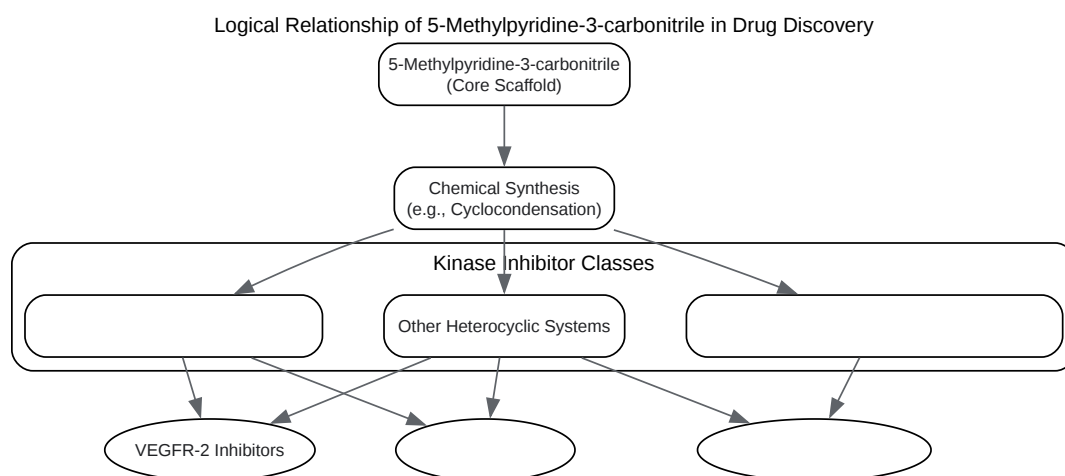 Logical Relationship of 5-Methylpyridine-3-carbonitrile in Drug Discovery
5-Methylpyridine-3-carbonitrile
(Core Scaffold)
Chemical Synthesis
(e.g., Cyclocondensation)
Kinase Inhibitor Classes
Other Heterocyclic Systems
VEGFR-2 Inhibitors